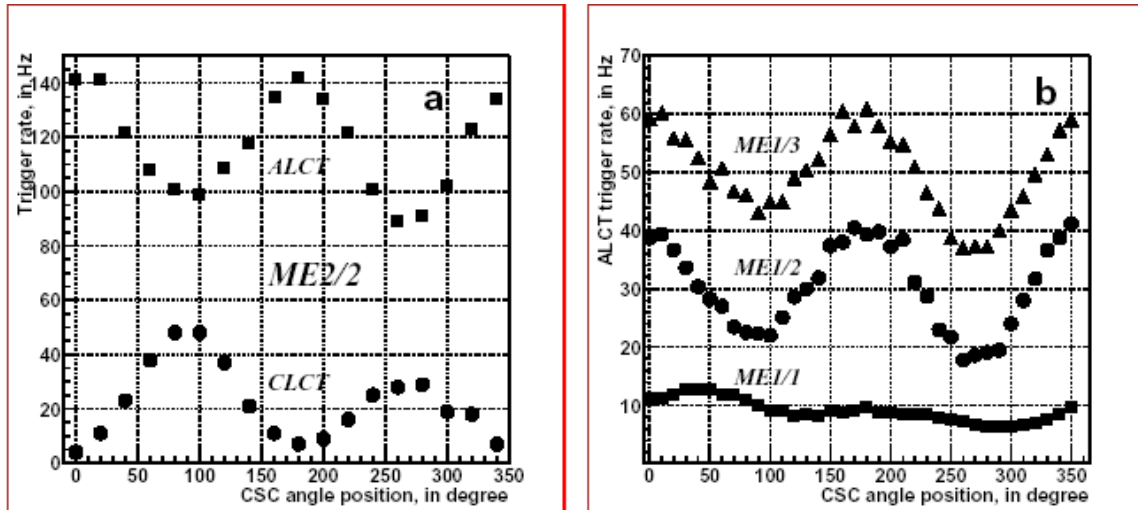 Trigger rate, in Hz
140
120
100
80
60
40
20
0
a
ALCT
ME2/2
CLCT
0 50 100 150 200 250 300 350
CSC angle position, in degree
ALCT trigger rate, in Hz
70
60
50
40
30
20
10
b
ME1/3
ME1/2
ME1/1
0 50 100 150 200 250 300 350
CSC angle position, in degree